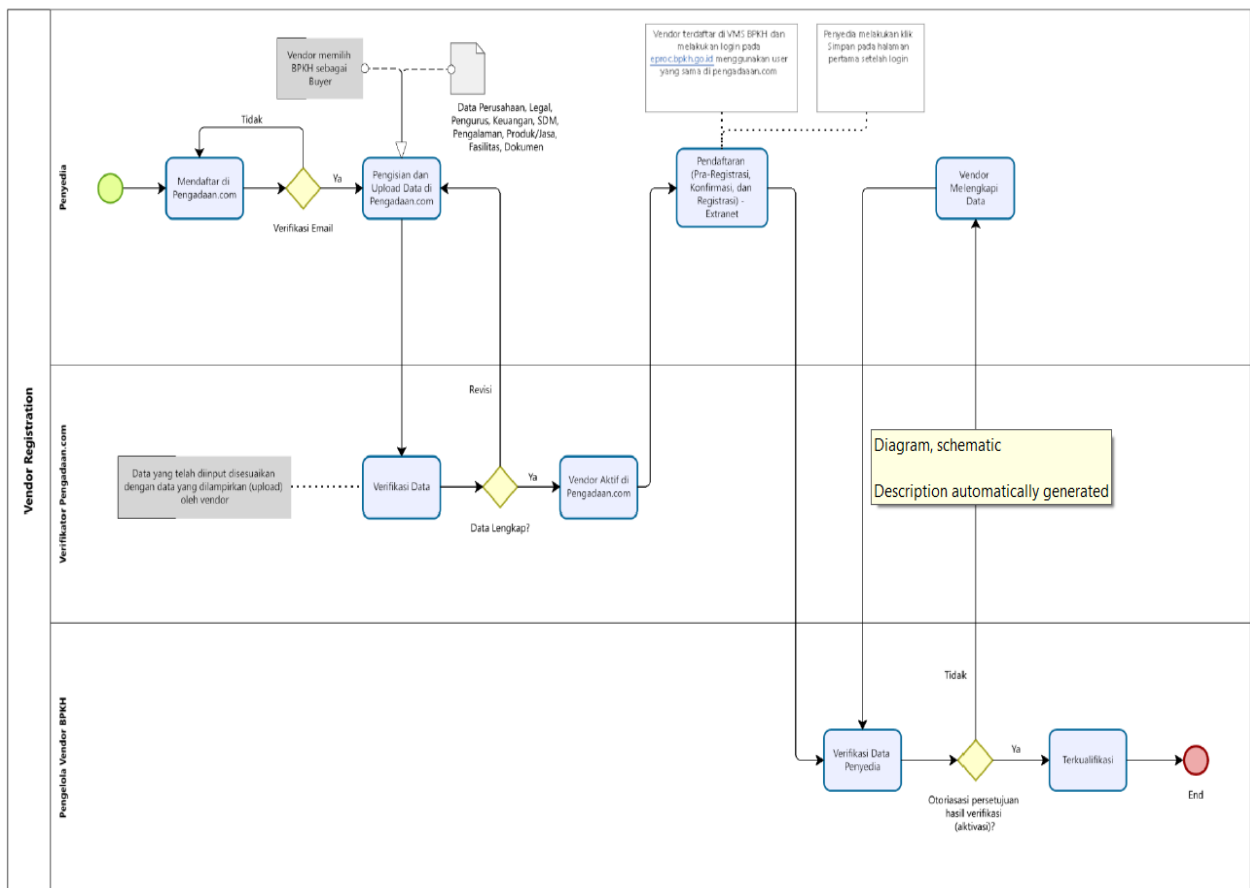 Vendor Registration
Penyedia
Vendor memilih
BPKH sebagai
Buyer
Data Perusahaan, Legal,
Pengurus, Keuangan, SDM,
Pengalaman, Produk/Jasa,
Fasilitas, Dokumen
Vendor terdaftar di VMS BPKH dan
melakukan login pada
eproc.bpkh.go.id menggunakan user
yang sama di pengadaaan.com
Penyedia melakukan klik
Simpan pada halaman
pertama setelah login
Tidak
Mendaftar di
Pengadaan.com
Verifikasi Email
Ya
Pengisian dan
Upload Data di
Pengadaan.com
Pendaftaran
(Pra-Registrasi,
Konfirmasi, dan
Registrasi) -
Extranet
Vendor
Melengkapi
Data
Verifikator Pengadaan.com
Revisi
Data yang telah diinput disesuaikan
dengan data yang dilampirkan (upload)
oleh vendor
Verifikasi Data
Data Lengkap?
Ya
Vendor Aktif di
Pengadaan.com
Diagram, schematic
Description automatically generated
Pengelola Vendor BPKH
Tidak
Verifikasi Data
Penyedia
Otoriasasi persetujuan
hasil verifikasi
(aktivasi)?
Ya
Terkualifikasi
End